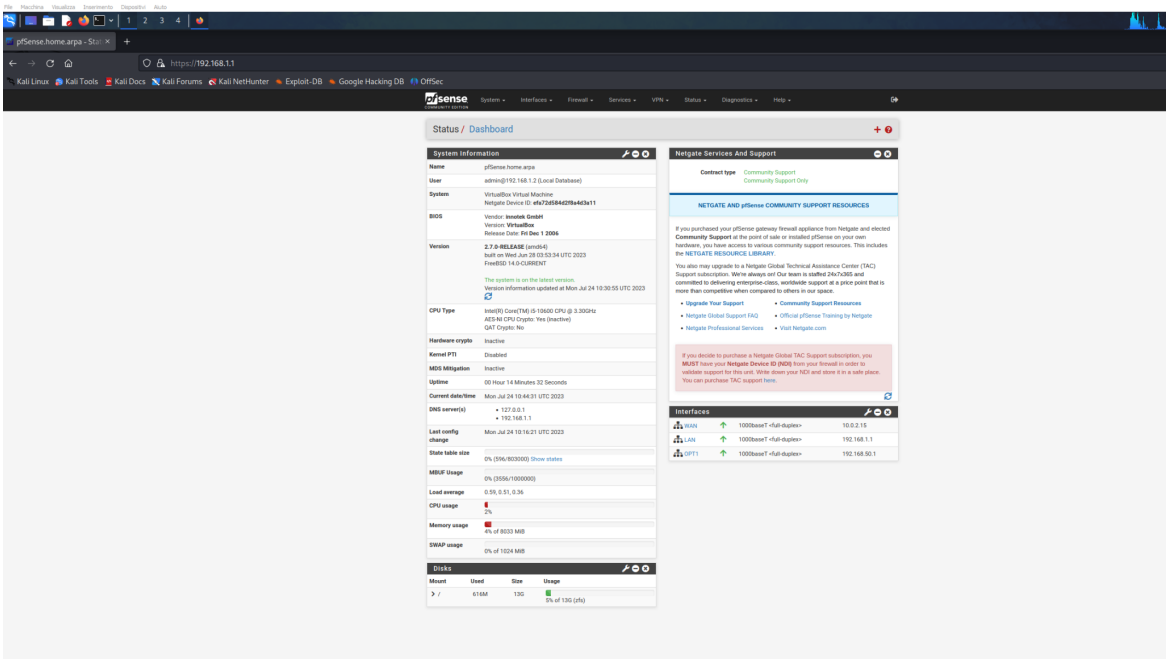 File Macchina Visualizza Inserimento Dispositivi Aiuto
1 2 3 4
pfSense.home.arpa - Stat ×
https://192.168.1.1
Kali Linux Kali Tools Kali Docs Kali Forums Kali NetHunter Exploit-DB Google Hacking DB OffSec
pfsense System Interfaces Firewall Services VPN Status Diagnostics Help
COMMUNITY EDITION
Status / Dashboard
System Information
Name pfSense.home.arpa
User admin@192.168.1.2 (Local Database)
System VirtualBox Virtual Machine
Netgate Device ID: efa72d584d2f8a4d3a11
BIOS Vendor: innotek GmbH
Version: VirtualBox
Release Date: Fri Dec 1 2006
Version 2.7.0-RELEASE (amd64)
built on Wed Jun 28 03:53:34 UTC 2023
FreeBSD 14.0-CURRENT
The system is on the latest version.
Version information updated at Mon Jul 24 10:30:55 UTC 2023
CPU Type Intel(R) Core(TM) i5-10600 CPU @ 3.30GHz
AES-NI CPU Crypto: Yes (inactive)
QAT Crypto: No
Hardware crypto Inactive
Kernel PTI Disabled
MDS Mitigation Inactive
Uptime 00 Hour 14 Minutes 32 Seconds
Current date/time Mon Jul 24 10:44:31 UTC 2023
DNS server(s) • 127.0.0.1
• 192.168.1.1
Last config change Mon Jul 24 10:16:21 UTC 2023
State table size
0% (596/803000) Show states
MBUF Usage
0% (3556/1000000)
Load average 0.59, 0.51, 0.36
CPU usage
2%
Memory usage
4% of 8033 MiB
SWAP usage
0% of 1024 MiB
Disks
Mount Used Size Usage
/ 616M 13G
5% of 13G (zfs)
Netgate Services And Support
Contract type Community Support
Community Support Only
NETGATE AND pfSense COMMUNITY SUPPORT RESOURCES
If you purchased your pfSense gateway firewall appliance from Netgate and elected
Community Support at the point of sale or installed pfSense on your own
hardware, you have access to various community support resources. This includes
the NETGATE RESOURCE LIBRARY.
You also may upgrade to a Netgate Global Technical Assistance Center (TAC)
Support subscription. We're always on! Our team is staffed 24x7x365 and
committed to delivering enterprise-class, worldwide support at a price point that is
more than competitive when compared to others in our space.
• Upgrade Your Support • Community Support Resources
• Netgate Global Support FAQ • Official pfSense Training by Netgate
• Netgate Professional Services • Visit Netgate.com
If you decide to purchase a Netgate Global TAC Support subscription, you
MUST have your Netgate Device ID (NDI) from your firewall in order to
validate support for this unit. Write down your NDI and store it in a safe place.
You can purchase TAC support here.
Interfaces
WAN 1000baseT <full-duplex> 10.0.2.15
LAN 1000baseT <full-duplex> 192.168.1.1
OPT1 1000baseT <full-duplex> 192.168.50.1